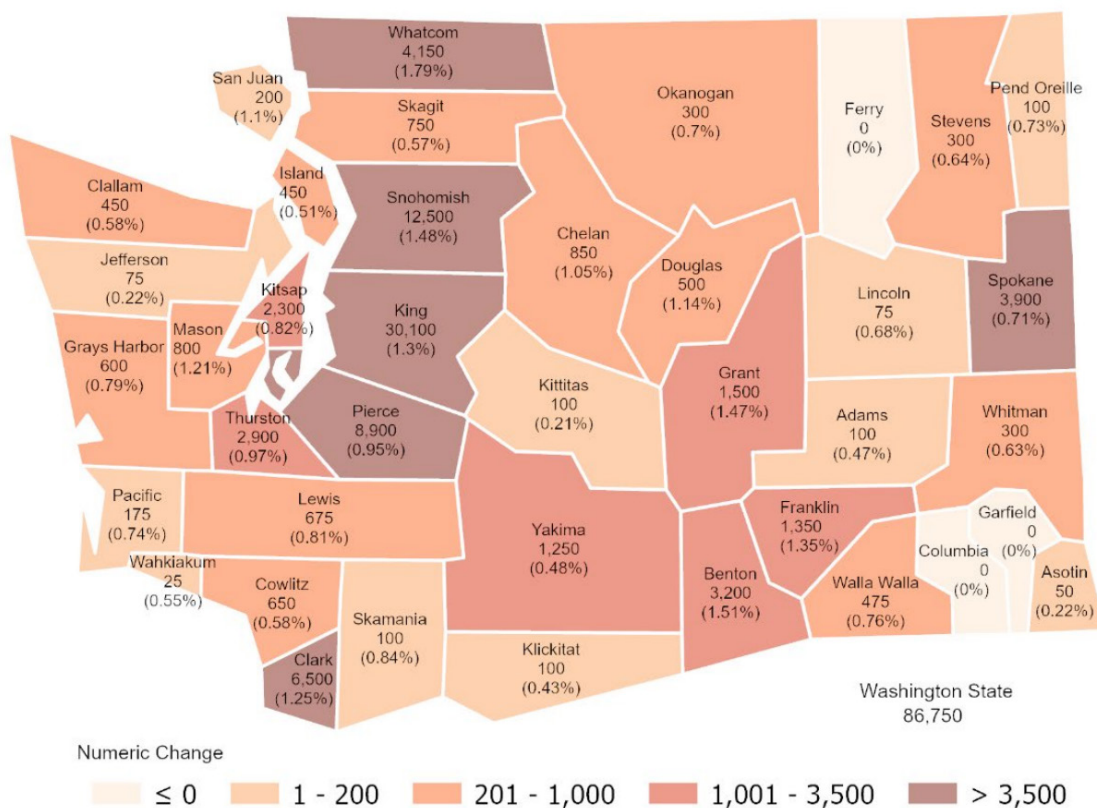 Whatcom
4,150
(1.79%)
San Juan
200
(1.1%)
Skagit
750
(0.57%)
Okanogan
300
(0.7%)
Ferry
0
(0%)
Stevens
300
(0.64%)
Pend Oreille
100
(0.73%)
Clallam
450
(0.58%)
Island
450
(0.51%)
Snohomish
12,500
(1.48%)
Chelan
850
(1.05%)
Douglas
500
(1.14%)
Jefferson
75
(0.22%)
Kitsap
2,300
(0.82%)
King
30,100
(1.3%)
Lincoln
75
(0.68%)
Spokane
3,900
(0.71%)
Grays Harbor
600
(0.79%)
Mason
800
(1.21%)
Kittitas
100
(0.21%)
Grant
1,500
(1.47%)
Adams
100
(0.47%)
Whitman
300
(0.63%)
Thurston
2,900
(0.97%)
Pierce
8,900
(0.95%)
Pacific
175
(0.74%)
Lewis
675
(0.81%)
Yakima
1,250
(0.48%)
Franklin
1,350
(1.35%)
Garfield
0
(0%)
Columbia
0
(0%)
Wahkiakum
25
(0.55%)
Cowlitz
650
(0.58%)
Skamania
100
(0.84%)
Benton
3,200
(1.51%)
Walla Walla
475
(0.76%)
Asotin
50
(0.22%)
Clark
6,500
(1.25%)
Klickitat
100
(0.43%)
Washington State
86,750
Numeric Change
≤ 0
1 - 200
201 - 1,000
1,001 - 3,500
> 3,500